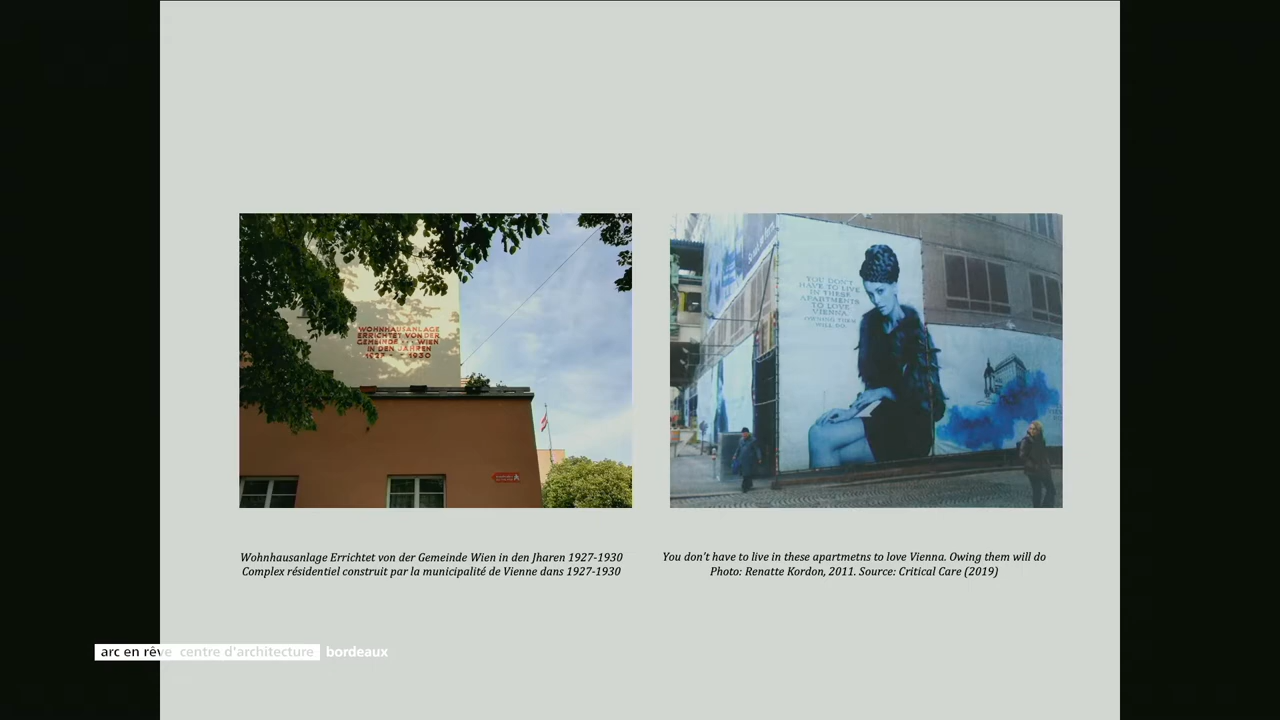 WOHNHAUSANLAGE
ERRICHTET VON DER
GEMEINDE WIEN
IN DEN JAHREN
1927 1930
YOU DON'T
HAVE TO LIVE
IN THESE
APARTMENTS
TO LOVE
VIENNA.
OWNING THEM
WILL DO.
Wohnhausanlage Errichtet von der Gemeinde Wien in den Jharen 1927-1930
Complex résidentiel construit par la municipalité de Vienne dans 1927-1930
You don't have to live in these apartmetns to love Vienna. Owing them will do
Photo: Renatte Kordon, 2011. Source: Critical Care (2019)
arc en rêve centre d'architecture bordeaux